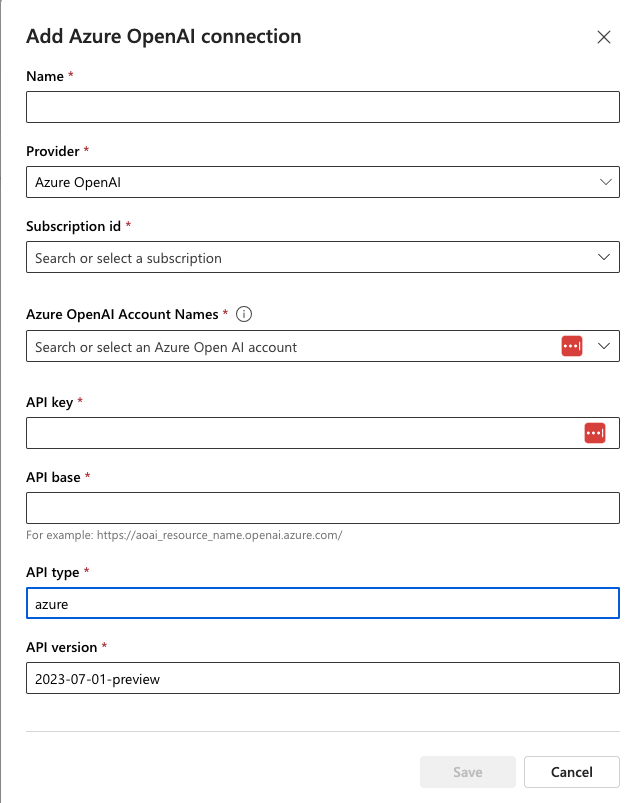 Add Azure OpenAI connection
Name *
Provider *
Azure OpenAI
Subscription id *
Search or select a subscription
Azure OpenAI Account Names *
Search or select an Azure Open AI account
API key *
API base *
For example: https://aoai_resource_name.openai.azure.com/
API type *
azure
API version *
2023-07-01-preview
Save Cancel